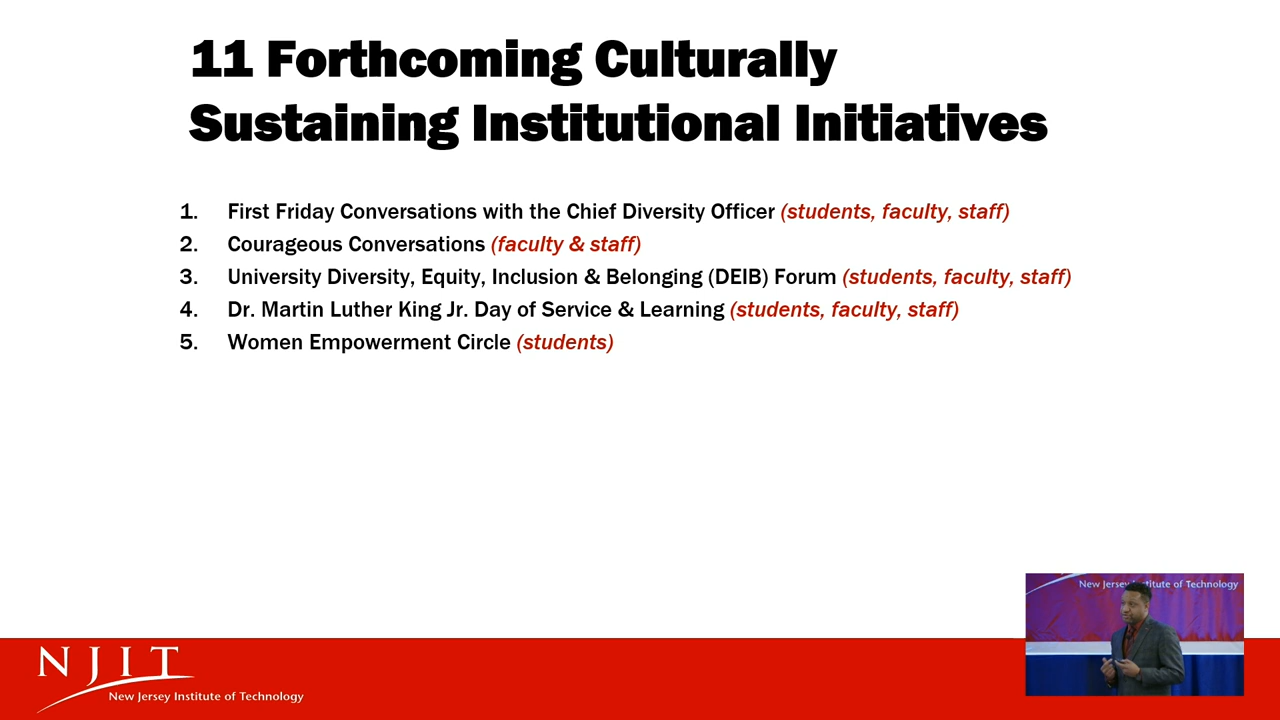 11 Forthcoming Culturally
Sustaining Institutional Initiatives
1. First Friday Conversations with the Chief Diversity Officer (students, faculty, staff)
2. Courageous Conversations (faculty & staff)
3. University Diversity, Equity, Inclusion & Belonging (DEIB) Forum (students, faculty, staff)
4. Dr. Martin Luther King Jr. Day of Service & Learning (students, faculty, staff)
5. Women Empowerment Circle (students)
New Jersey Institute of Technology
NJIT
New Jersey Institute of Technology